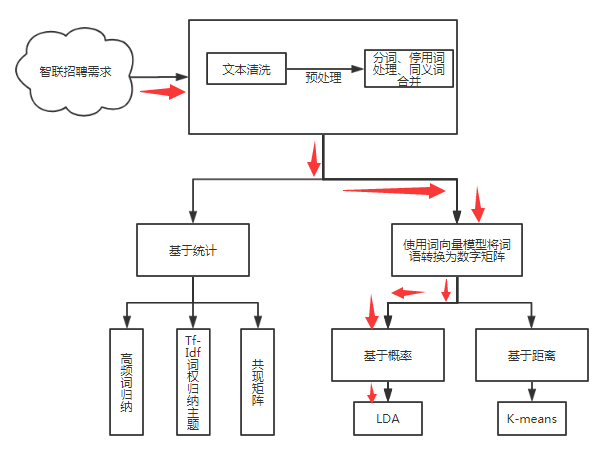 智联招聘需求
文本清洗
预处理
分词、停用词
处理、同义词
合并
基于统计
使用词向量模型将词
语转换为数字矩阵
高频词归纳
Tf-
Idf
词权归纳主题
共现矩阵
基于概率
基于距离
LDA
K-means